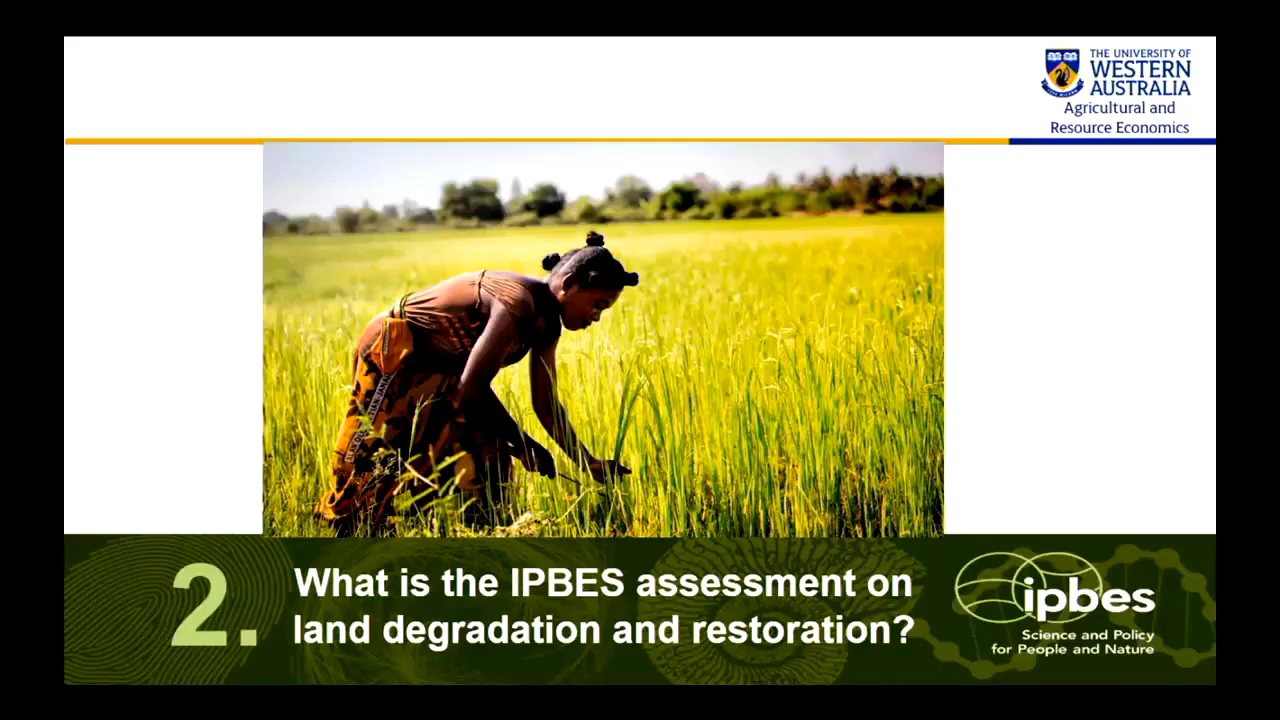 THE UNIVERSITY OF
WESTERN
AUSTRALIA
Agricultural and
Resource Economics
2.
What is the IPBES assessment on
land degradation and restoration?
ipbes
Science and Policy
for People and Nature